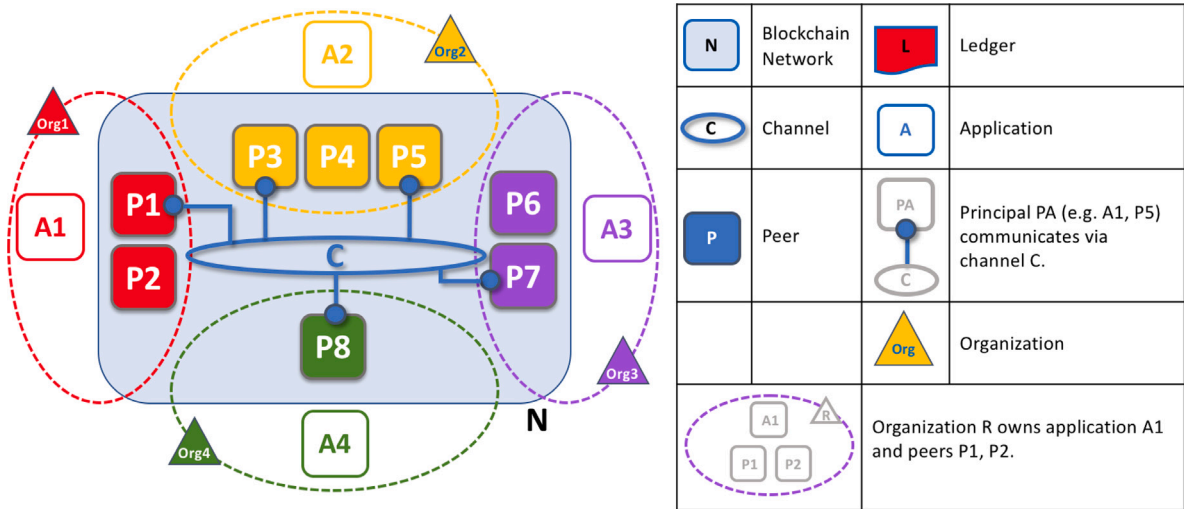 A2
Org2
Org1
P3
P4
P5
P1
P6
A1
A3
C
P2
P7
P8
Org3
N
A4
Org4
N
Blockchain
Network
L
Ledger
C
Channel
A
Application
P
Peer
PA
C
Principal PA (e.g. A1, P5)
communicates via
channel C.
Org
Organization
A1
R
P1
P2
Organization R owns application A1
and peers P1, P2.